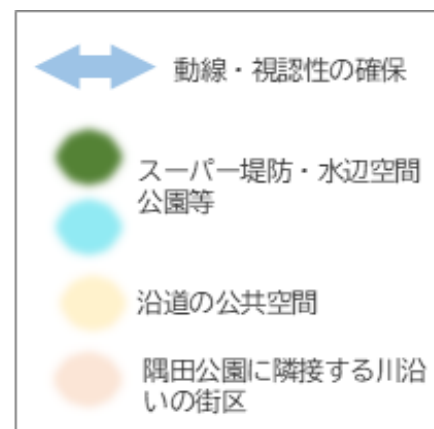 動線・視認性の確保
スーパー堤防・水辺空間
公園等
沿道の公共空間
隅田公園に隣接する川沿
いの街区